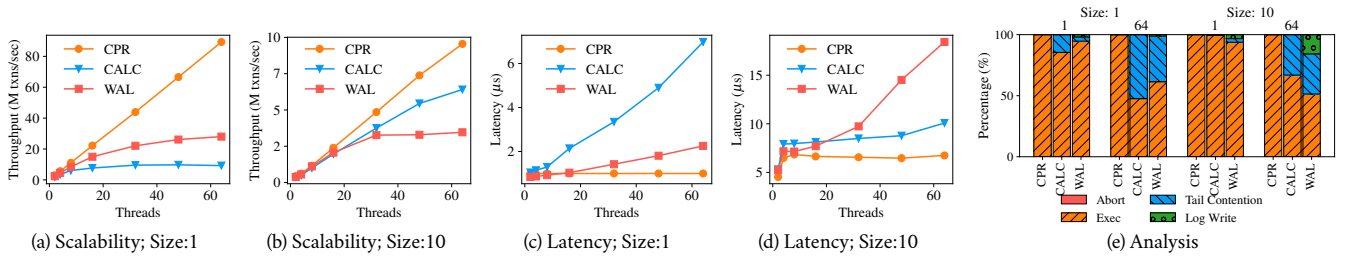 Throughput (M txns/sec)
80
60
40
20
0
0
20
40
60
Threads
CPR
CALC
WAL
(a) Scalability; Size:1
Throughput (M txns/sec)
10
7
5
2
0
0
20
40
60
Threads
CPR
CALC
WAL
(b) Scalability; Size:10
Latency (µs)
6
4
2
0
20
40
60
Threads
CPR
CALC
WAL
(c) Latency; Size:1
Latency (µs)
15
10
5
0
20
40
60
Threads
CPR
CALC
WAL
(d) Latency; Size:10
Size: 1
Size: 10
1
64
1
64
Percentage (%)
100
50
0
CPR
CALC
WAL
CPR
CALC
WAL
CPR
CALC
WAL
CPR
CALC
WAL
Abort
Tail Contention
Exec
Log Write
(e) Analysis